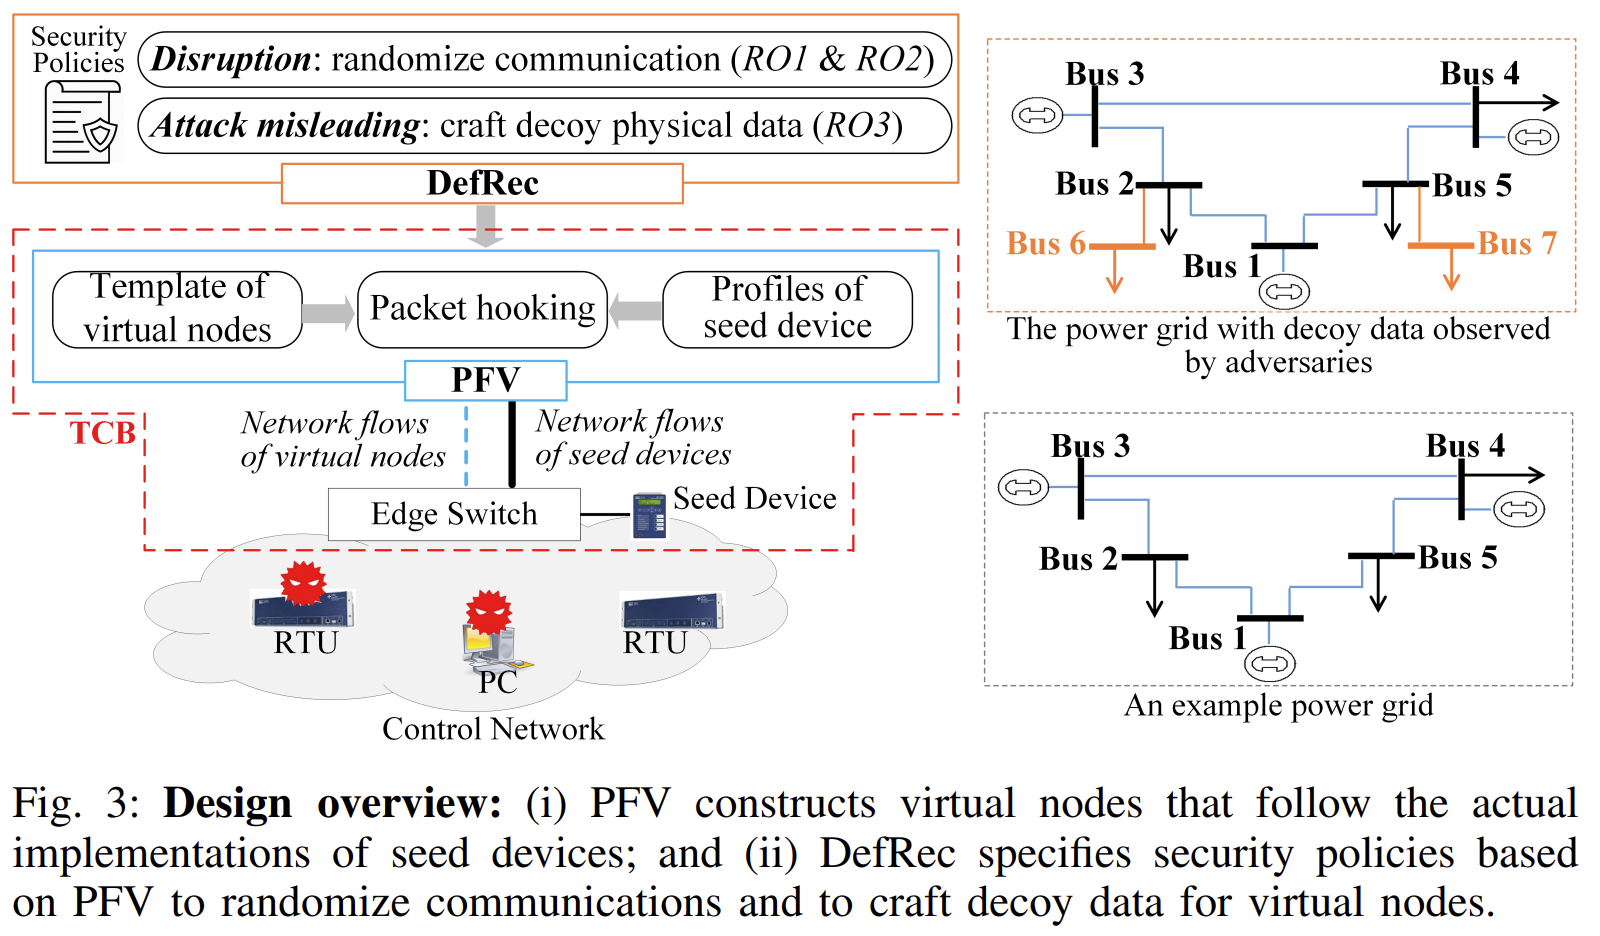 Security
Policies
Disruption: randomize communication (RO1 & RO2)
Attack misleading: craft decoy physical data (RO3)
DefRec
Template of
virtual nodes
Packet hooking
Profiles of
seed device
PFV
TCB
Network flows
of virtual nodes
Network flows
of seed devices
Edge Switch
Seed Device
RTU
PC
RTU
Control Network
Bus 3
Bus 4
Bus 2
Bus 5
Bus 6
Bus 1
Bus 7
The power grid with decoy data observed
by adversaries
Bus 3
Bus 4
Bus 2
Bus 5
Bus 1
An example power grid
Fig. 3: Design overview: (i) PFV constructs virtual nodes that follow the actual
implementations of seed devices; and (ii) DefRec specifies security policies based
on PFV to randomize communications and to craft decoy data for virtual nodes.